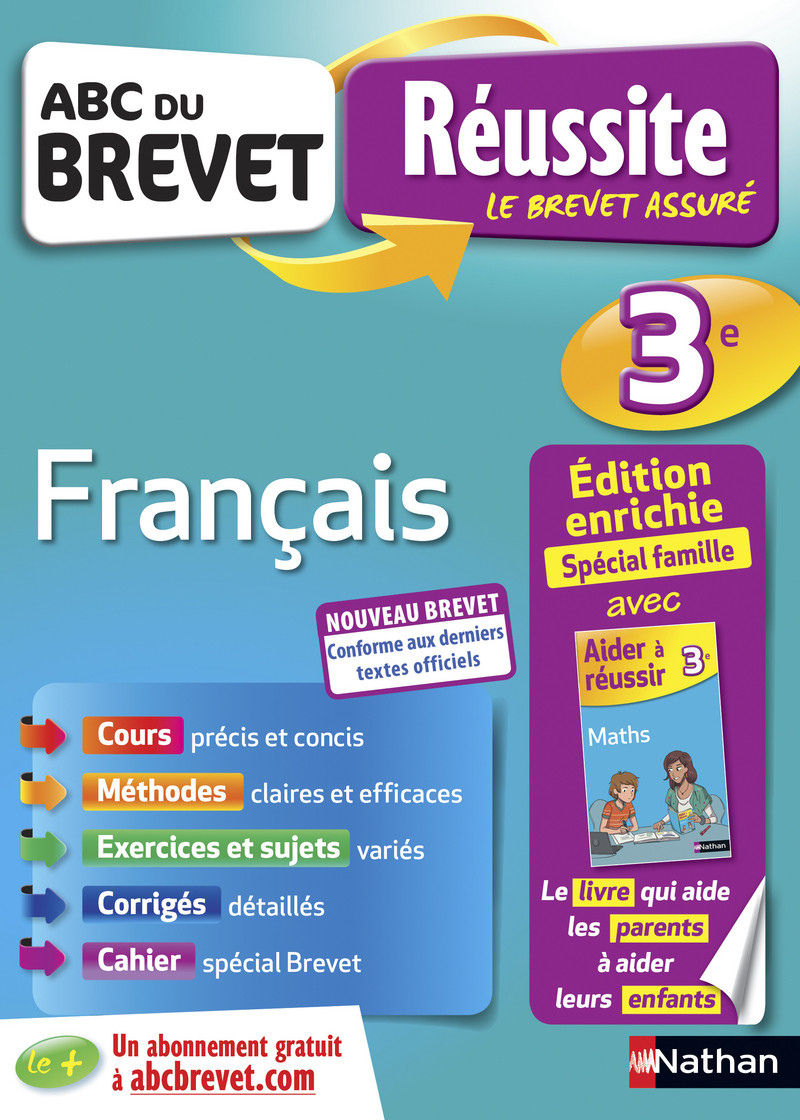 ABC DU
BREVET
Réussite
LE BREVET ASSURÉ
3e
Français
Édition
enrichie
Spécial famille
avec
Aider à
réussir 3e
Maths
Nathan
NOUVEAU BREVET
Conforme aux derniers
textes officiels
Cours précis et concis
Méthodes claires et efficaces
Exercices et sujets variés
Corrigés détaillés
Cahier spécial Brevet
Le livre qui aide
les parents
à aider
leurs enfants
le + Un abonnement gratuit
à abcbrevet.com
Nathan